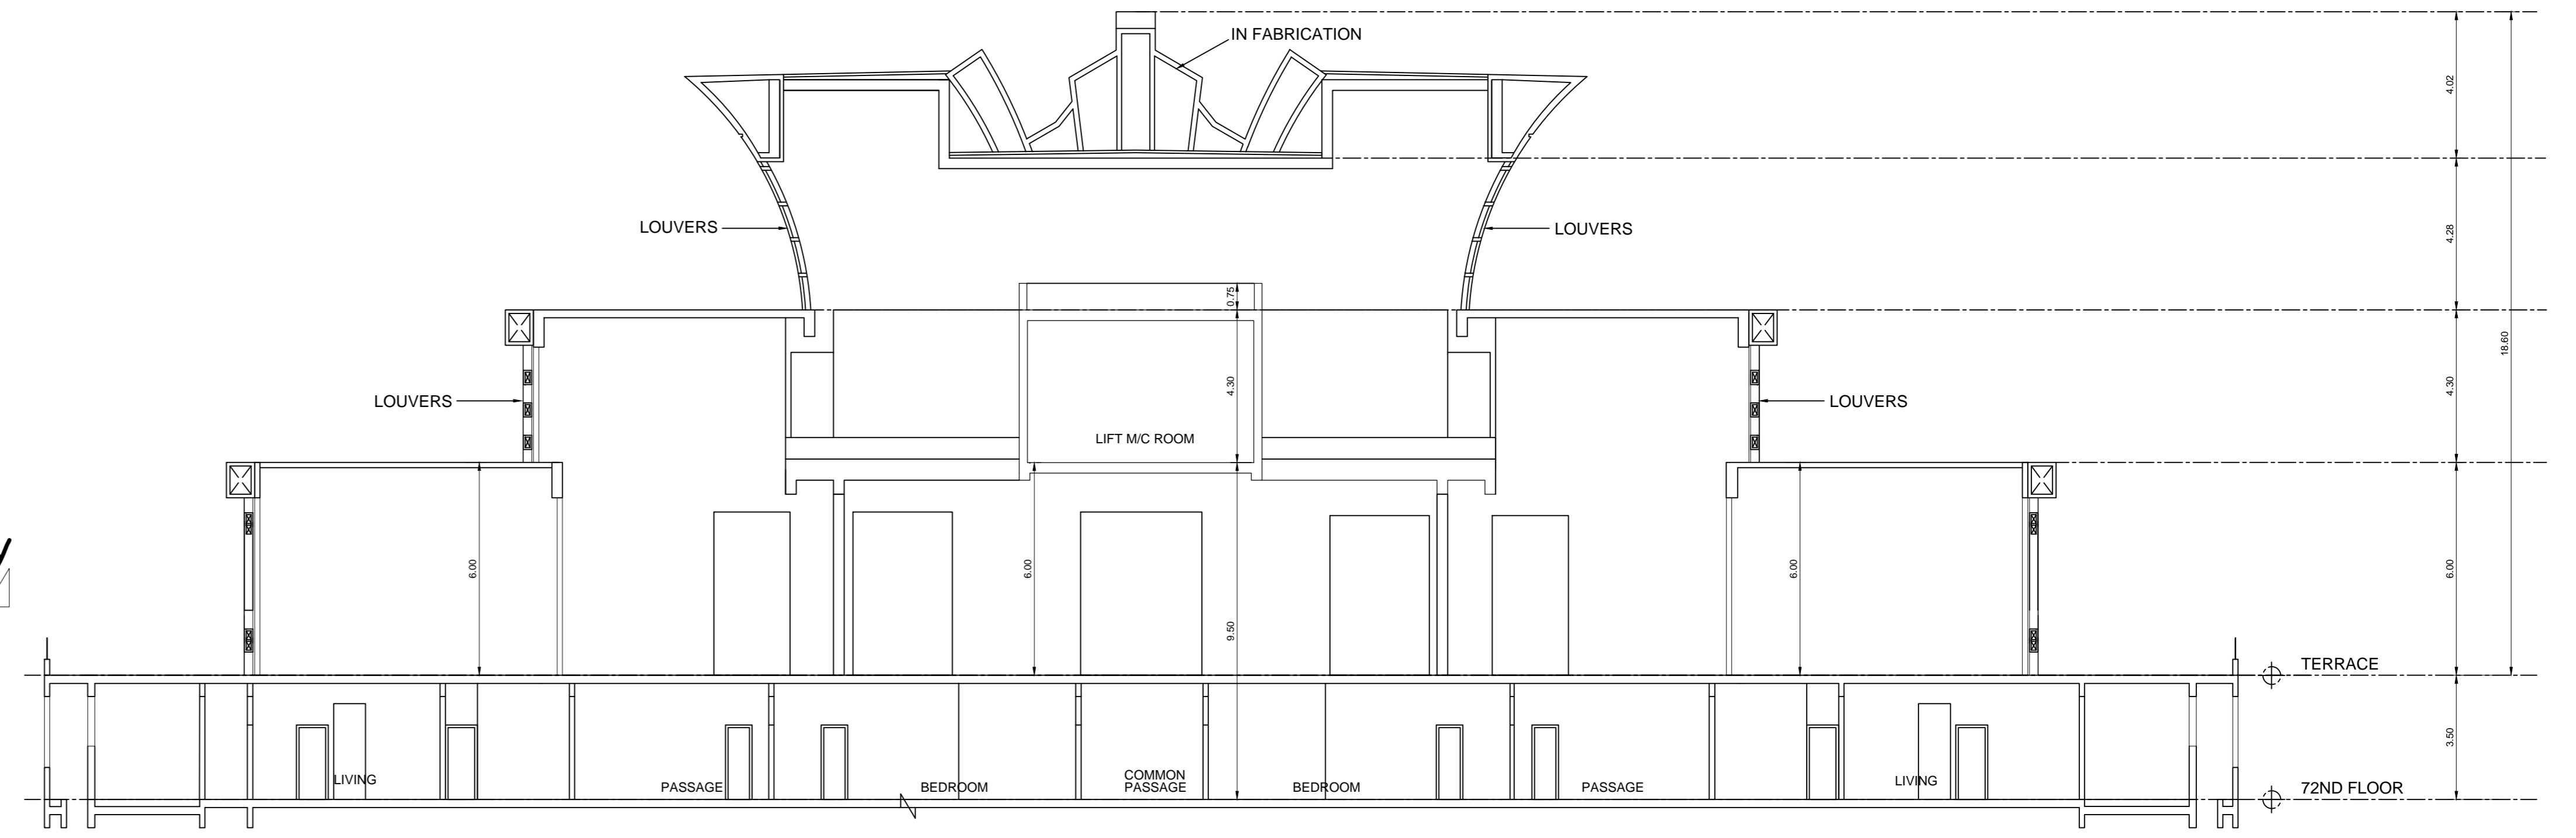 IN FABRICATION
4.02
LOUVERS
LOUVERS
4.28
0.75
18.60
4.30
4.30
LOUVERS
LOUVERS
LIFT M/C ROOM
6.00
6.00
6.00
6.00
9.50
TERRACE
3.50
LIVING
PASSAGE
BEDROOM
COMMON
PASSAGE
BEDROOM
PASSAGE
LIVING
72ND FLOOR